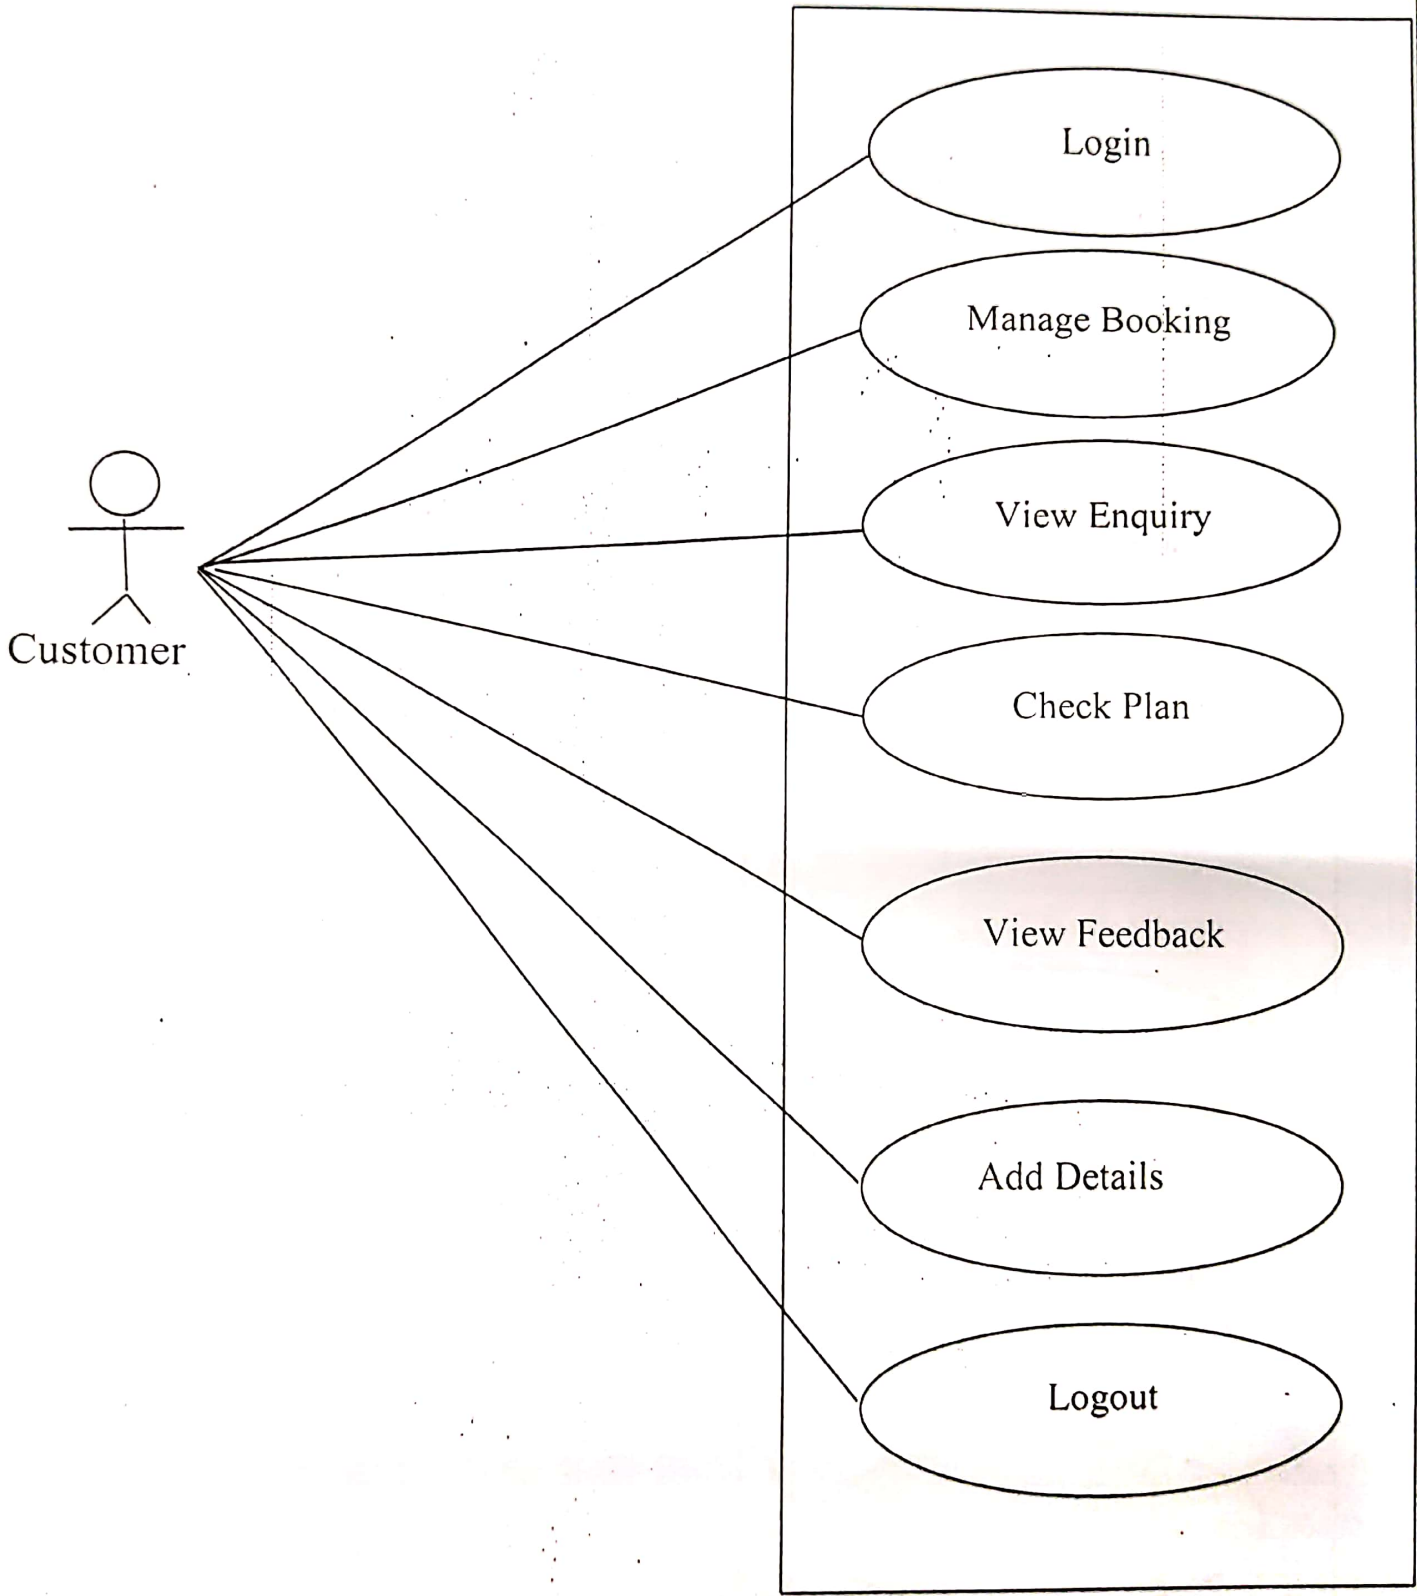 Login
Manage Booking
View Enquiry
Customer
Check Plan
View Feedback
Add Details
Logout